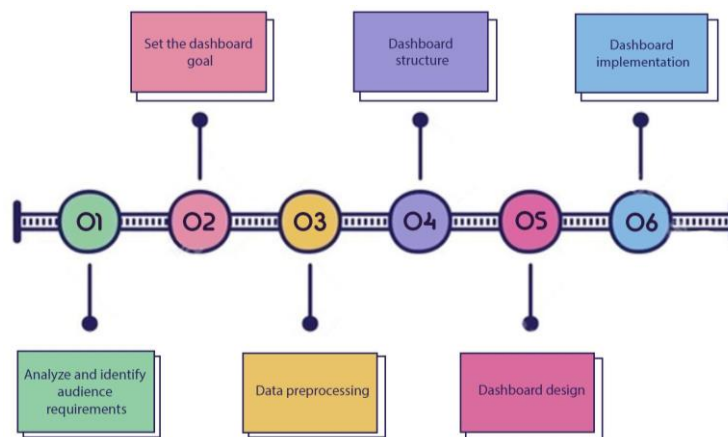 Set the dashboard
goal
Dashboard
structure
Dashboard
implementation
01
02
03
04
05
06
Analyze and identify
audience
requirements
Data preprocessing
Dashboard design